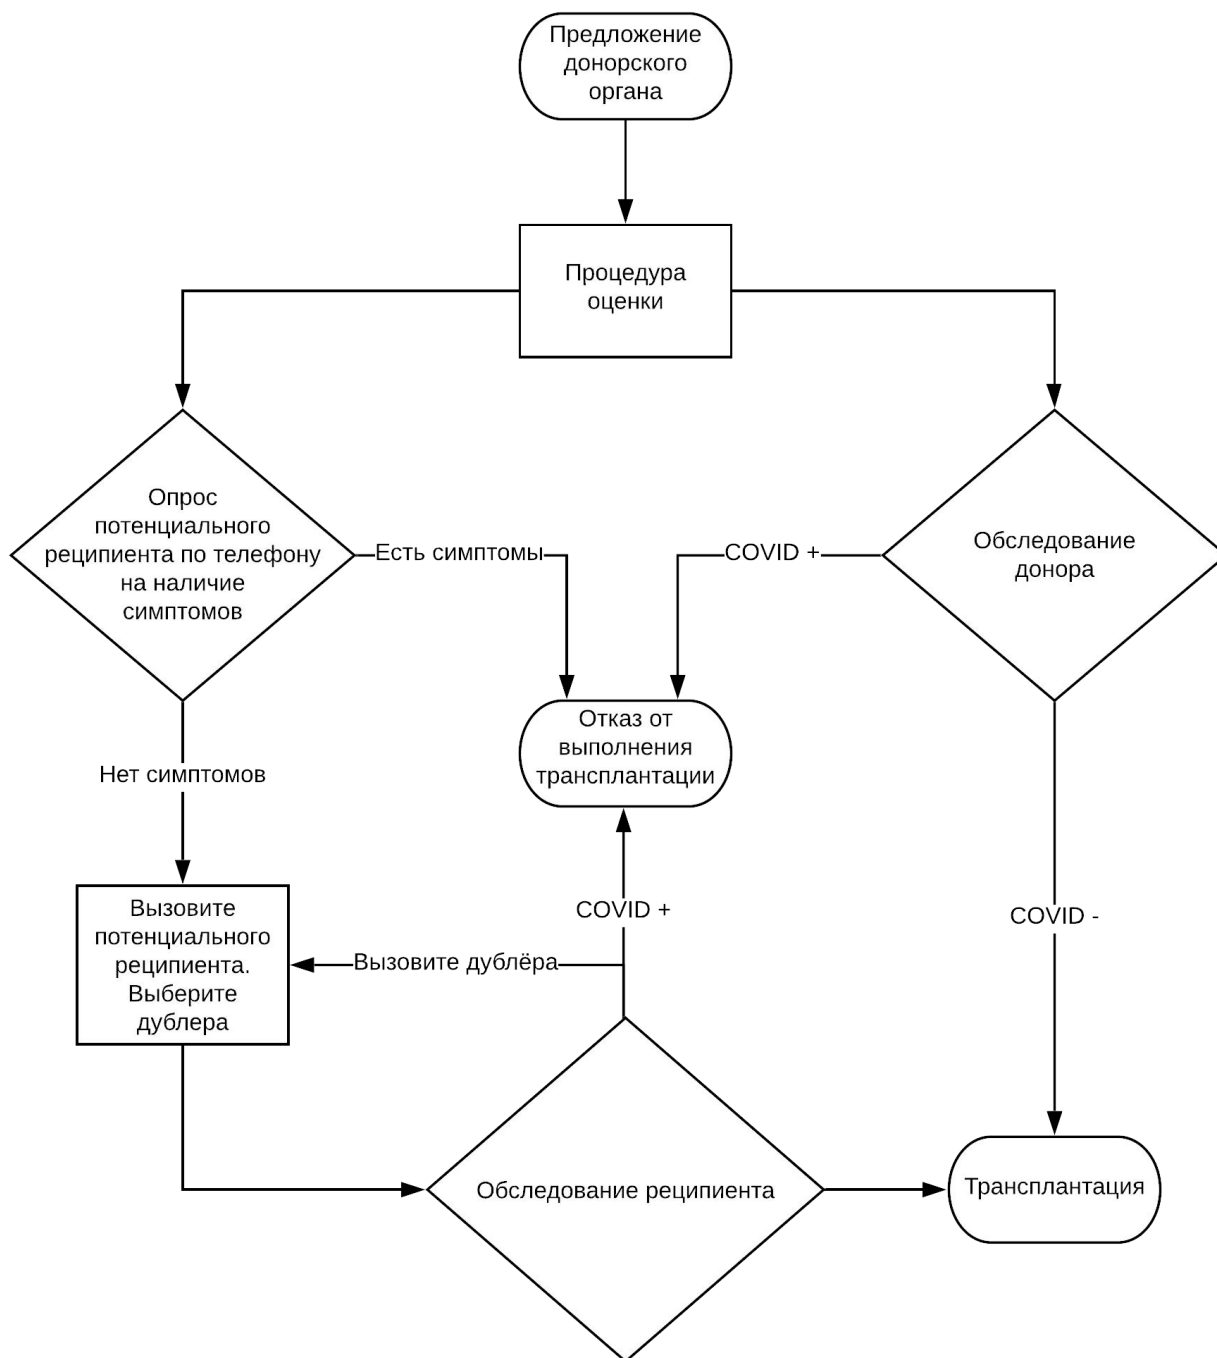 Предложение
донорского
органа
Процедура
оценки
Опрос
потенциального
реципиента по телефону
на наличие
симптомов
Есть симптомы
COVID +
Обследование
донора
Отказ от
выполнения
трансплантации
Нет симптомов
Вызовите
потенциального
реципиента.
Выберите
дублера
Вызовите дублёра
COVID +
COVID -
Обследование реципиента
Трансплантация